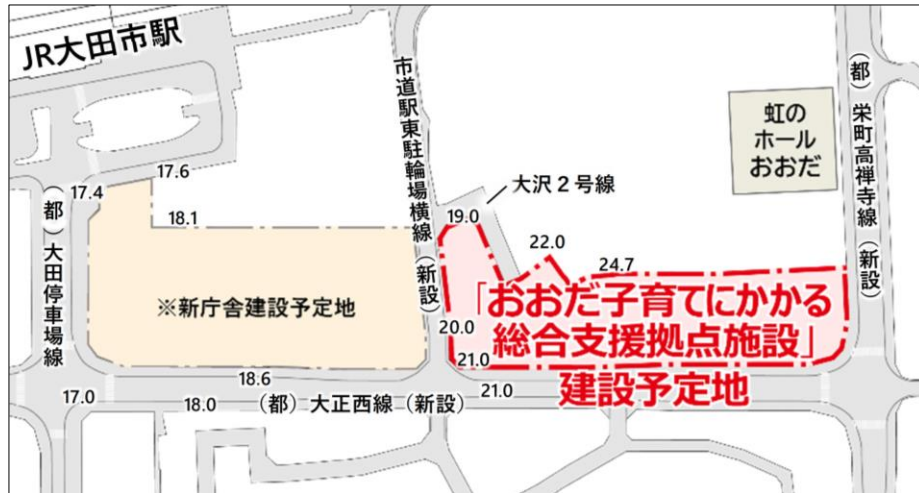 JR大田市駅
市道駅東駐輪場横線（新設）
（都）栄町高禅寺線（新設）
虹の
ホール
おおだ
大沢２号線
17.6
17.4
18.1
19.0
22.0
24.7
（都）大田停車場線
※新庁舎建設予定地
「おおだ子育てにかかる
総合支援拠点施設」
建設予定地
20.0
21.0
18.6
21.0
17.0
18.0
（都）大正西線（新設）